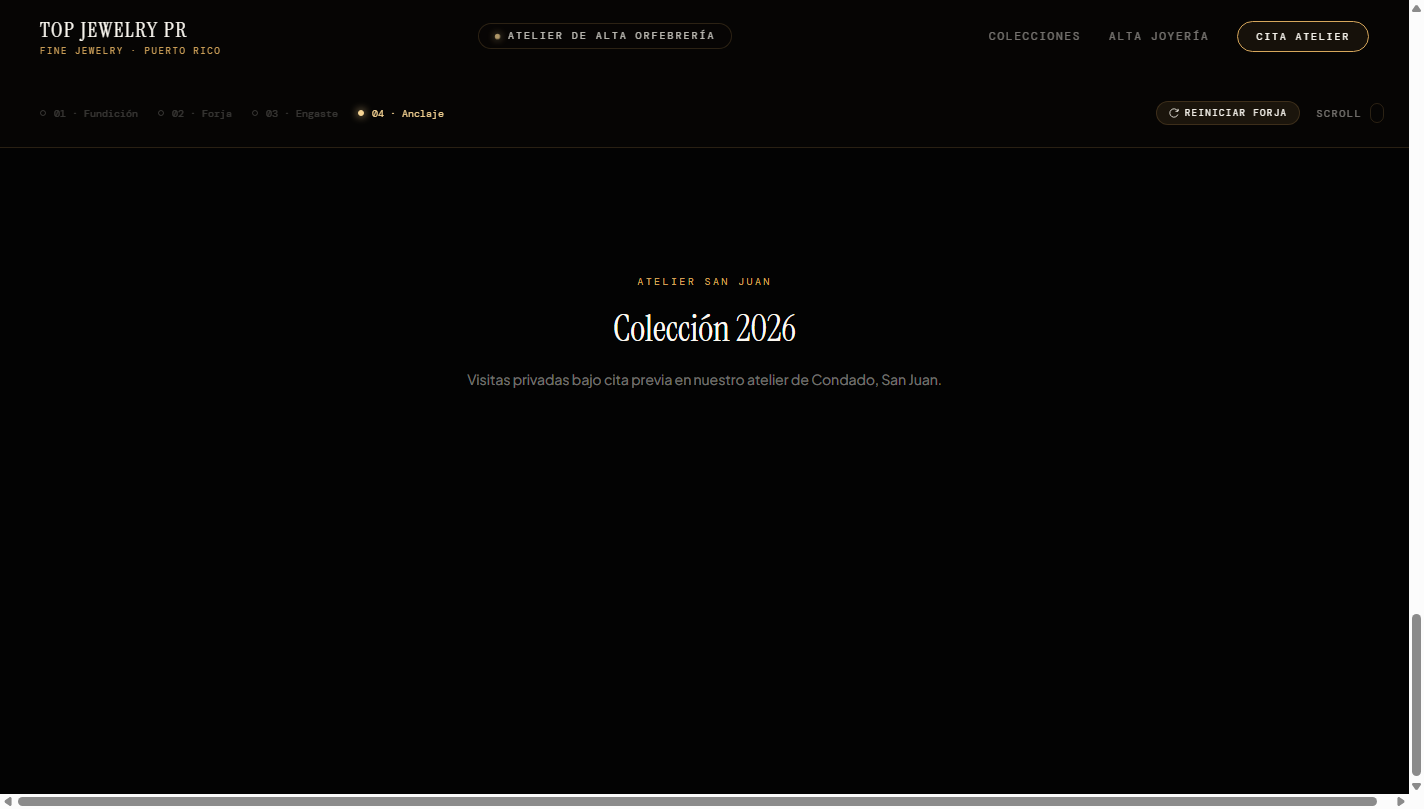 TOP JEWELRY PR
FINE JEWELRY · PUERTO RICO
ATELIER DE ALTA ORFEBRERÍA
COLECCIONES
ALTA JOYERÍA
CITA ATELIER
01 · Fundición
02 · Forja
03 · Engaste
04 · Anclaje
REINICIAR FORJA
SCROLL
ATELIER SAN JUAN
Colección 2026
Visitas privadas bajo cita previa en nuestro atelier de Condado, San Juan.